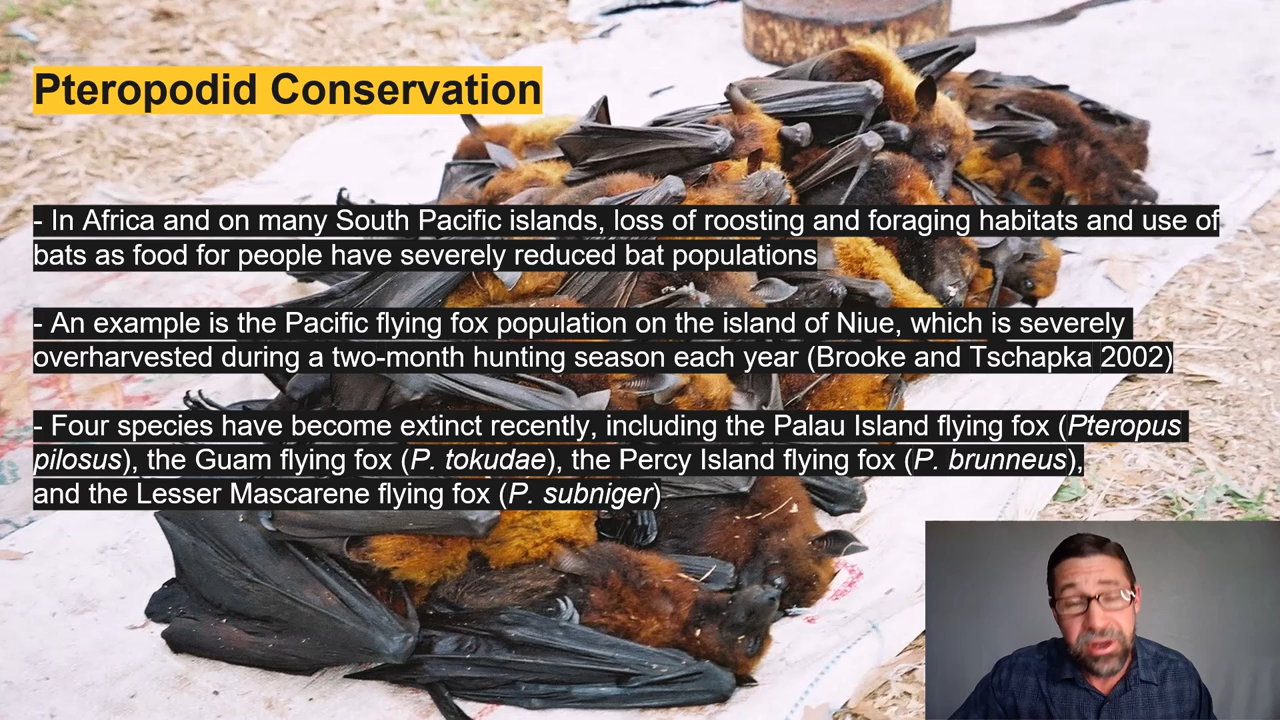 Pteropodid Conservation
- In Africa and on many South Pacific islands, loss of roosting and foraging habitats and use of
bats as food for people have severely reduced bat populations
- An example is the Pacific flying fox population on the island of Niue, which is severely
overharvested during a two-month hunting season each year (Brooke and Tschapka 2002)
- Four species have become extinct recently, including the Palau Island flying fox (Pteropus
pilosus), the Guam flying fox (P. tokudae), the Percy Island flying fox (P. brunneus),
and the Lesser Mascarene flying fox (P. subniger)